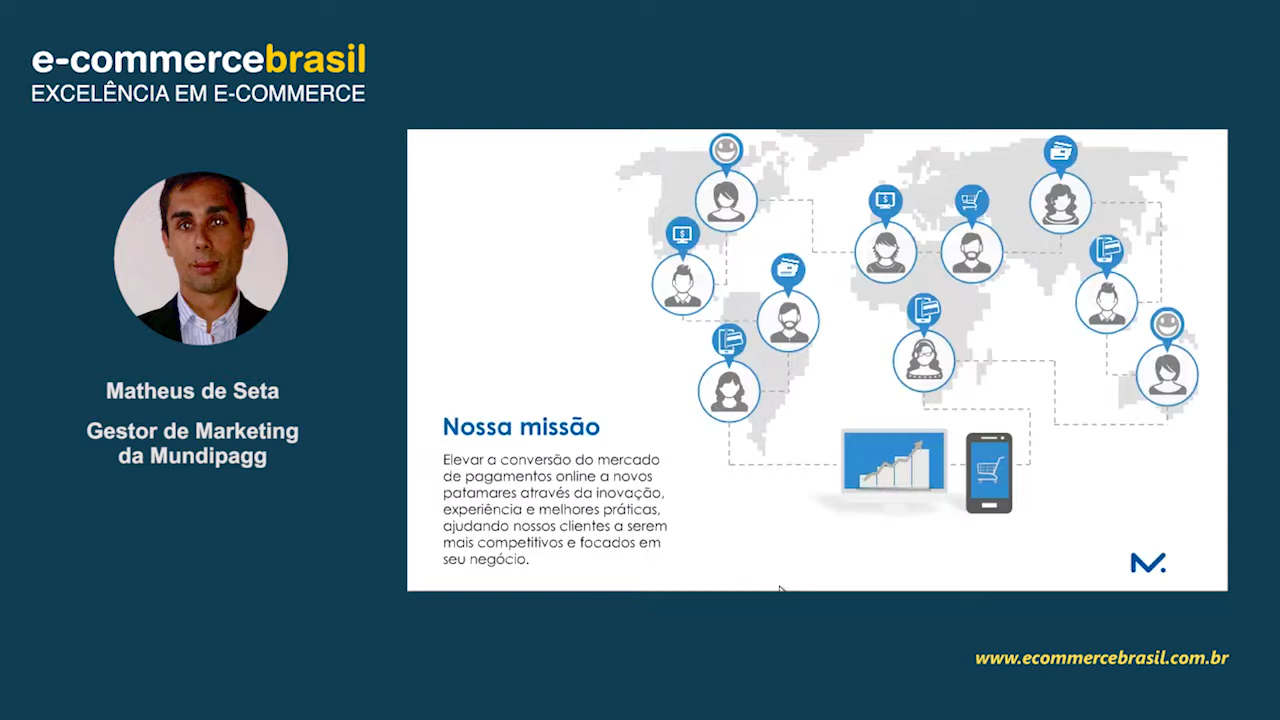 e-commercebrasil
EXCELÊNCIA EM E-COMMERCE
Matheus de Seta
Gestor de Marketing
da Mundipagg
Nossa missão
Elevar a conversão do mercado
de pagamentos online a novos
patamares através da inovação,
experiência e melhores práticas,
ajudando nossos clientes a serem
mais competitivos e focados em
seu negócio.
www.ecommercebrasil.com.br